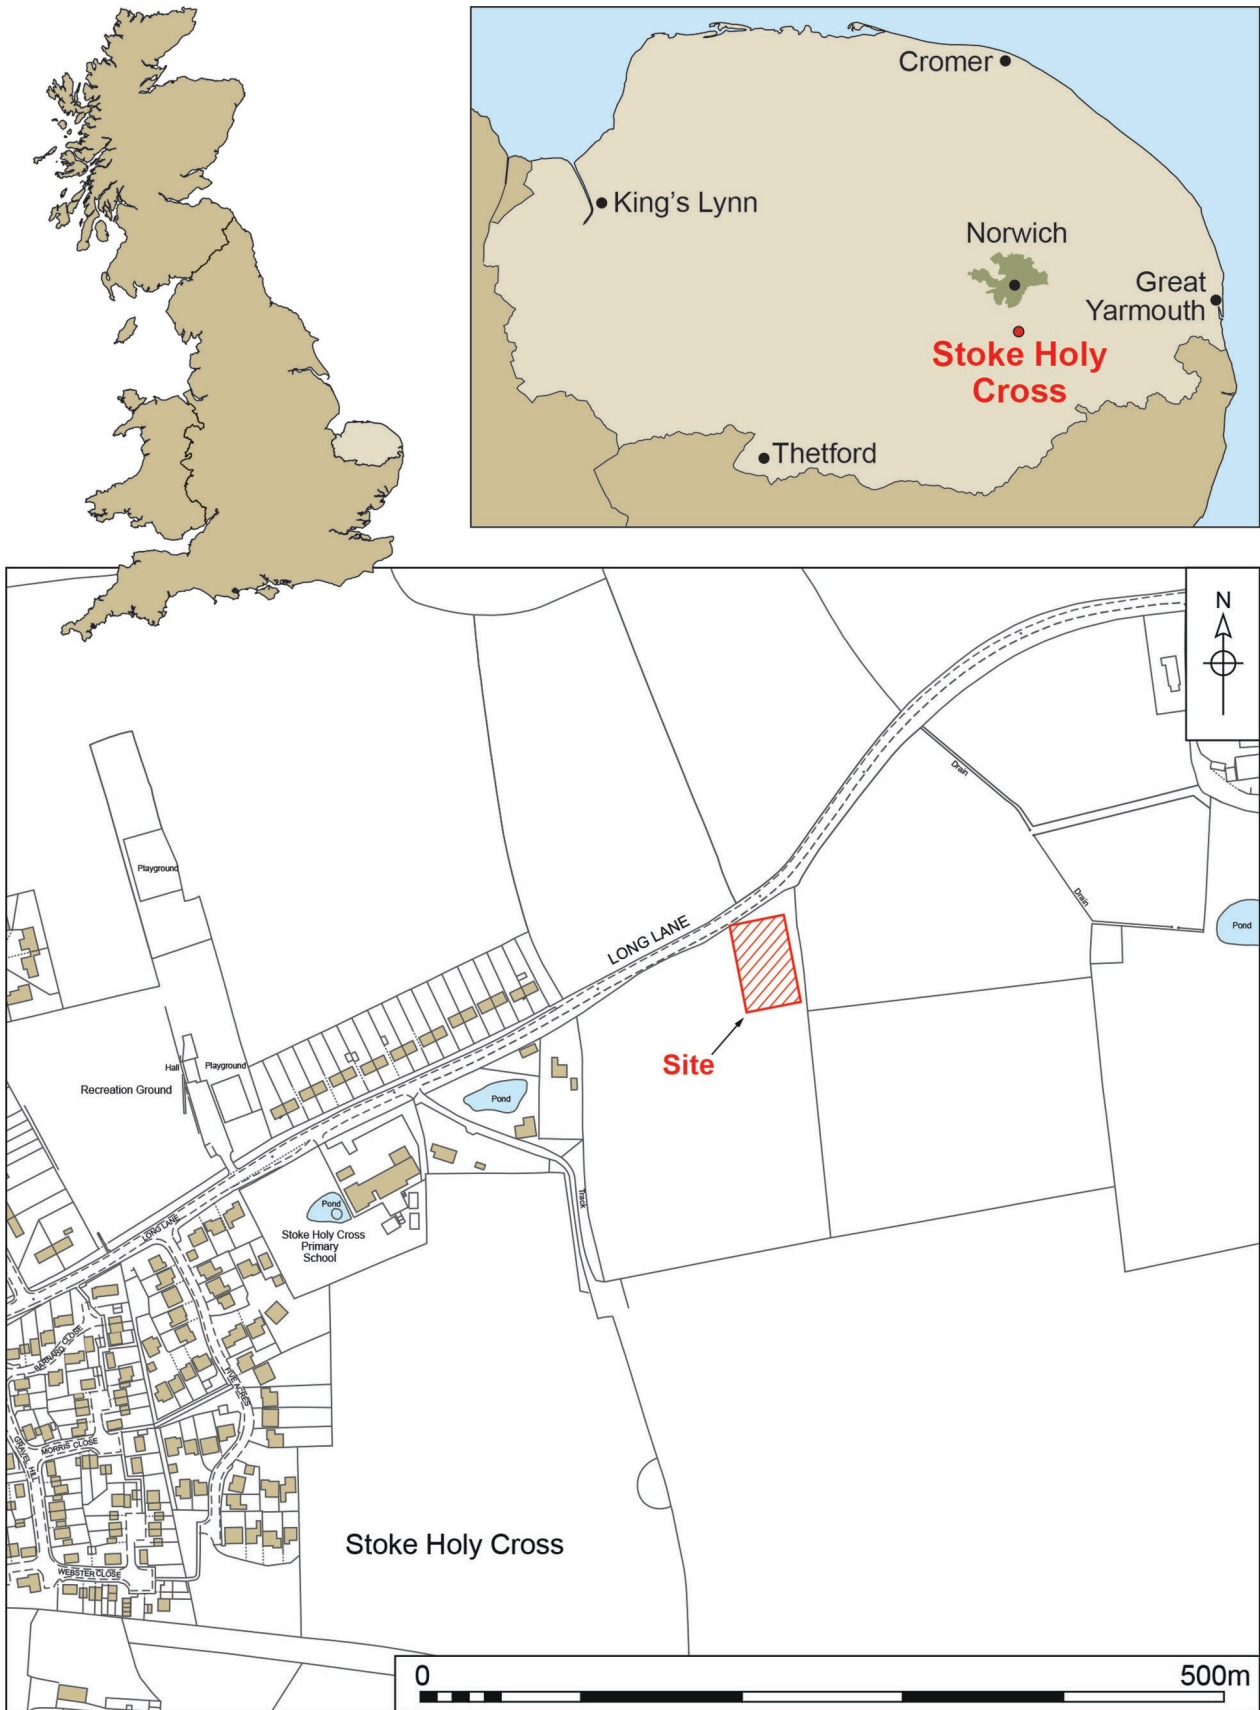 Cromer
King's Lynn
Norwich
Great
Yarmouth
Stoke Holy
Cross
Thetford
N
Drain
Playground
Drain
Pond
LONG LANE
Site
Hall
Playground
Recreation Ground
Pond
Track
Pond
LONG LANE
Stoke Holy Cross
Primary
School
BARNARD CLOSE
FIVE ACRES
GRAVEL HILL
MORRIS CLOSE
Stoke Holy Cross
WEBSTER CLOSE
0
500m